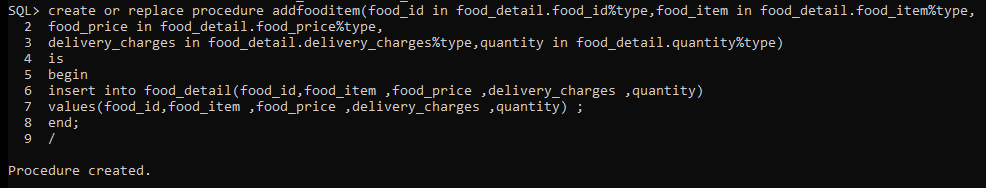 SQL> create or replace procedure addfooditem(food_id in food_detail.food_id%type,food_item in food_detail.food_item%type,
2 food_price in food_detail.food_price%type,
3 delivery_charges in food_detail.delivery_charges%type,quantity in food_detail.quantity%type)
4 is
5 begin
6 insert into food_detail(food_id,food_item ,food_price ,delivery_charges ,quantity)
7 values(food_id,food_item ,food_price ,delivery_charges ,quantity) ;
8 end;
9 /
Procedure created.